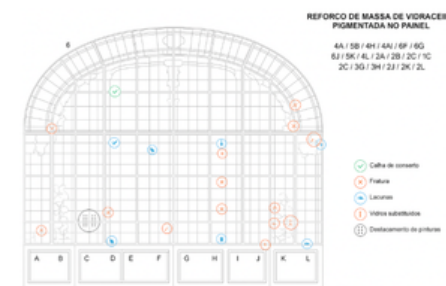 REFORÇO DE MASSA DE VIDRACEI
PIGMENTADA NO PAINEL
4A / 5B / 4H / 4AI / 6F / 6G
6J / 5K / 4L / 2A / 2B / 2C / 1C
2C / 3G / 3H / 2J / 2K / 2L
6
Calha de conserto
Fratura
Lacunas
Vidros substituídos
Destacamento de pinturas
A B C D E F G H I J K L